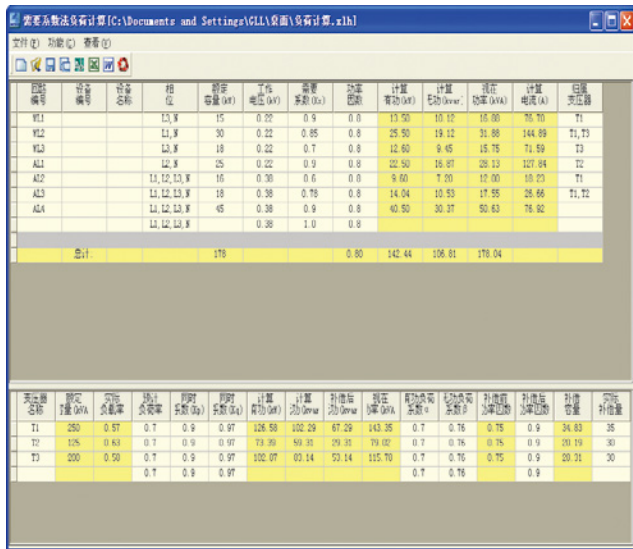 需要系数法负荷计算[C:\Documents and Settings\GLL\桌面\负荷计算.xlh]
文件(F) 功能(C) 查看(V)
回路编号 设备编号 设备名称 相位 额定容量(kW) 工作电压(kV) 需要系数(Kx) 功率因数 计算有功(kW) 计算无功(kvar) 视在功率(kVA) 计算电流(A) 归属变压器
WL1 L3,N 15 0.22 0.9 0.8 13.50 10.12 16.88 76.70 T1
WL2 L1,N 30 0.22 0.85 0.8 25.50 19.12 31.88 144.89 T1,T3
WL3 L3,N 18 0.22 0.7 0.8 12.60 9.45 15.75 71.59 T3
AL1 L2,N 25 0.22 0.9 0.8 22.50 16.87 28.13 127.84 T2
AL2 L1,L2,L3,N 16 0.38 0.6 0.8 9.60 7.20 12.00 18.23 T1
AL3 L1,L2,L3,N 18 0.38 0.78 0.8 14.04 10.53 17.55 26.66 T1,T2
AL4 L1,L2,L3,N 45 0.38 0.9 0.8 40.50 30.37 50.63 76.92
L1,L2,L3,N 0.38 1.0 0.8
总计: 178 0.80 142.44 106.81 178.04
变压器名称 额定容量(kVA 实际负载率 预计负荷率 同时系数(Kp) 同时系数(Kq) 计算有功(kW) 计算无功(kvar 补偿后无功(kvar 视在功率(kVA 有功负荷系数α 无功负荷系数β 补偿前功率因数 补偿后功率因数 补偿容量 实际补偿量
T1 250 0.57 0.7 0.9 0.97 126.58 102.29 67.29 143.35 0.7 0.76 0.75 0.9 34.83 35
T2 125 0.63 0.7 0.9 0.97 73.39 59.31 29.31 79.02 0.7 0.76 0.75 0.9 20.19 30
T3 200 0.50 0.7 0.9 0.97 102.07 83.14 53.14 115.70 0.7 0.76 0.75 0.9 28.31 30
0.7 0.9 0.97 0.7 0.76 0.9